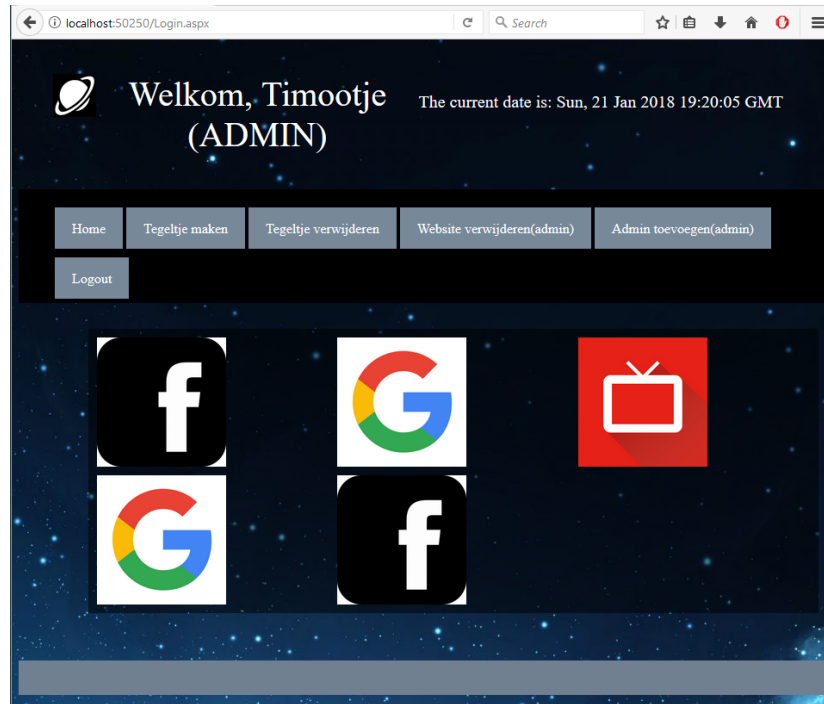 localhost:50250/Login.aspx
Search
Welkom, Timootje
(ADMIN)
The current date is: Sun, 21 Jan 2018 19:20:05 GMT
Home
Tegeltje maken
Tegeltje verwijderen
Website verwijderen(admin)
Admin toevoegen(admin)
Logout